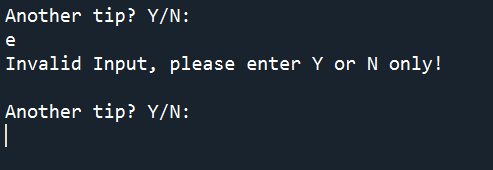 Another tip? Y/N:
e
Invalid Input, please enter Y or N only!
Another tip? Y/N: